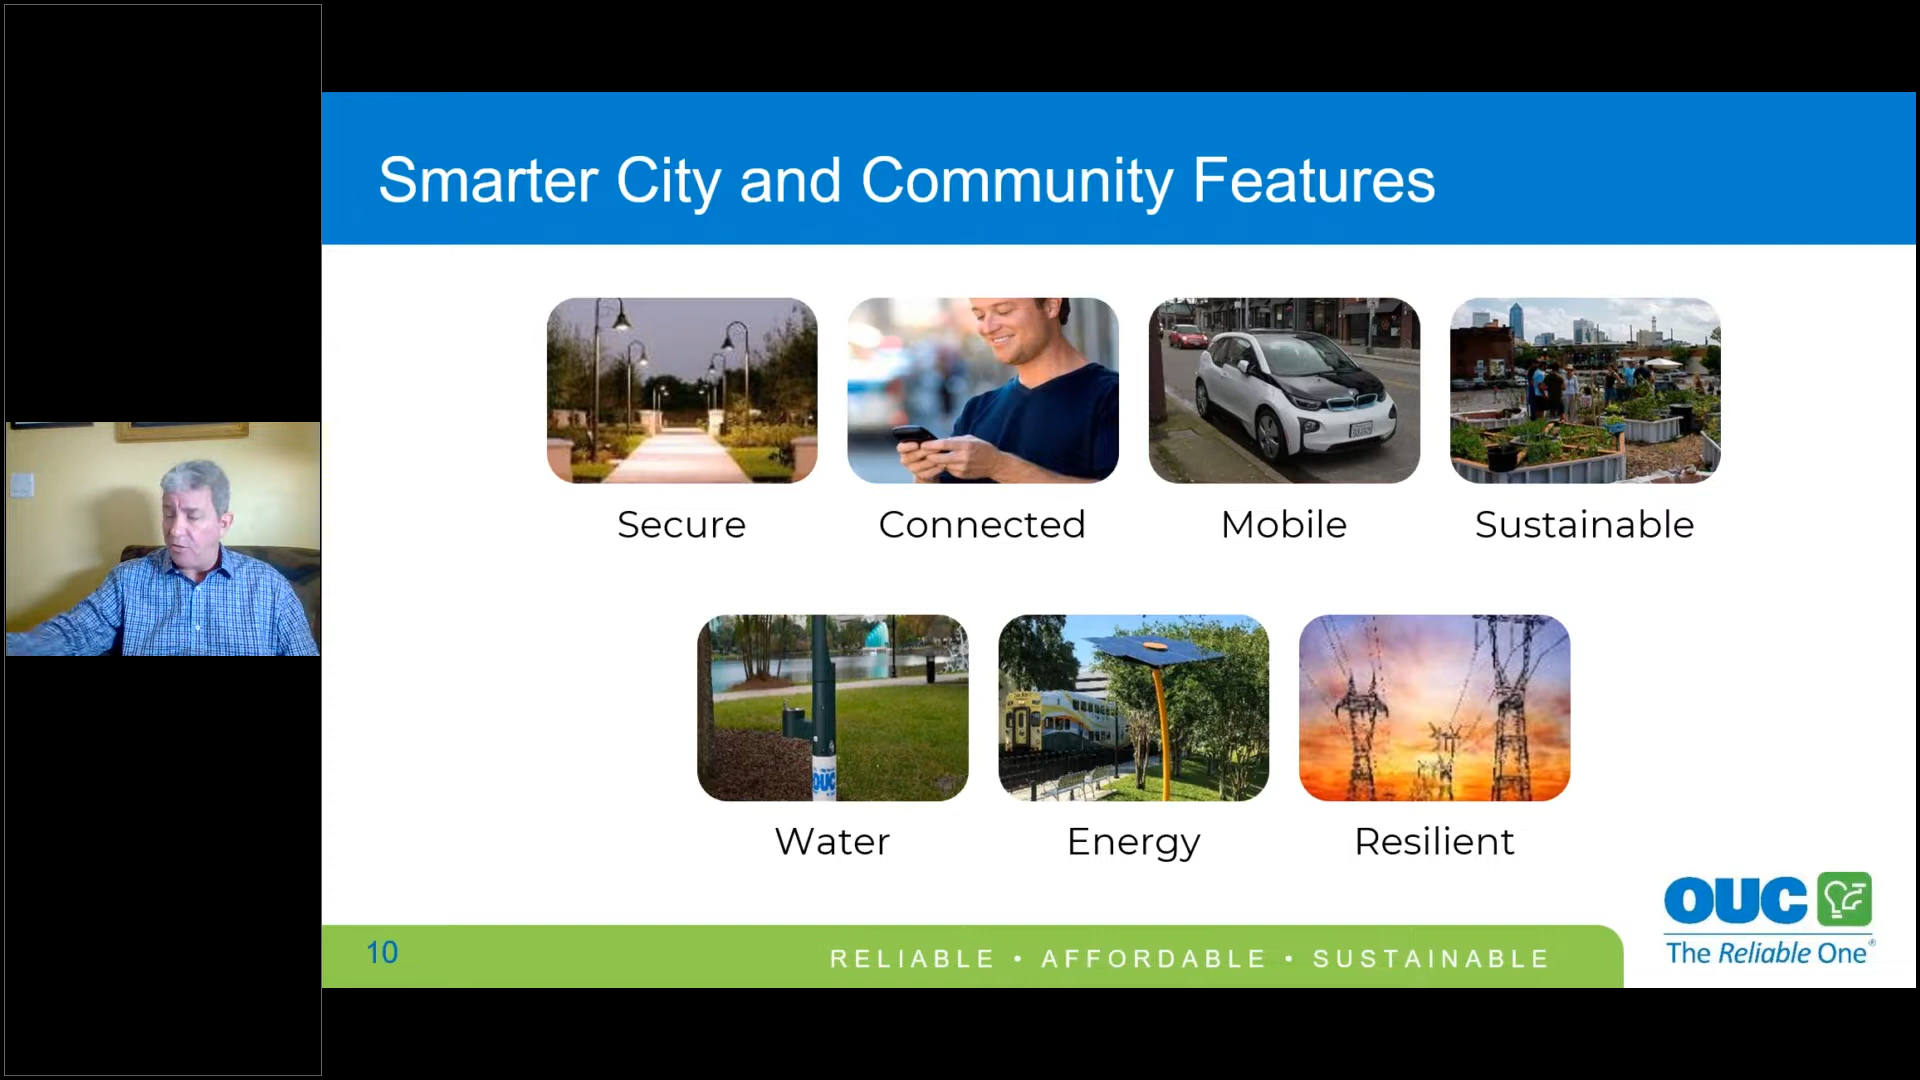 Smarter City and Community Features
Secure
Connected
Mobile
Sustainable
OUC
Water
Energy
Resilient
10
RELIABLE • AFFORDABLE • SUSTAINABLE
OUC
The Reliable One®